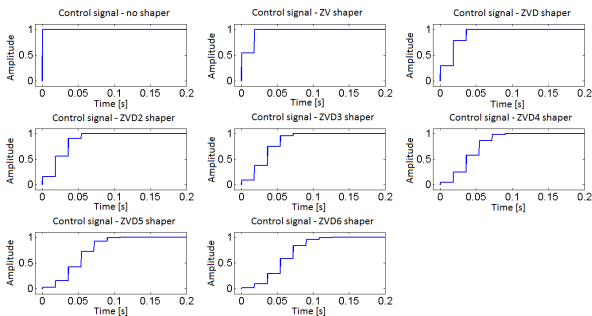 Control signal - no shaper
Amplitude
1
0.5
0
0 0.05 0.1 0.15 0.2
Time [s]
Control signal - ZV shaper
Amplitude
1
0.5
0
0 0.05 0.1 0.15 0.2
Time [s]
Control signal - ZVD shaper
Amplitude
1
0.5
0
0 0.05 0.1 0.15 0.2
Time [s]
Control signal - ZVD2 shaper
Amplitude
1
0.5
0
0 0.05 0.1 0.15 0.2
Time [s]
Control signal - ZVD3 shaper
Amplitude
1
0.5
0
0 0.05 0.1 0.15 0.2
Time [s]
Control signal - ZVD4 shaper
Amplitude
1
0.5
0
0 0.05 0.1 0.15 0.2
Time [s]
Control signal - ZVD5 shaper
Amplitude
1
0.5
0
0 0.05 0.1 0.15 0.2
Time [s]
Control signal - ZVD6 shaper
Amplitude
1
0.5
0
0 0.05 0.1 0.15 0.2
Time [s]